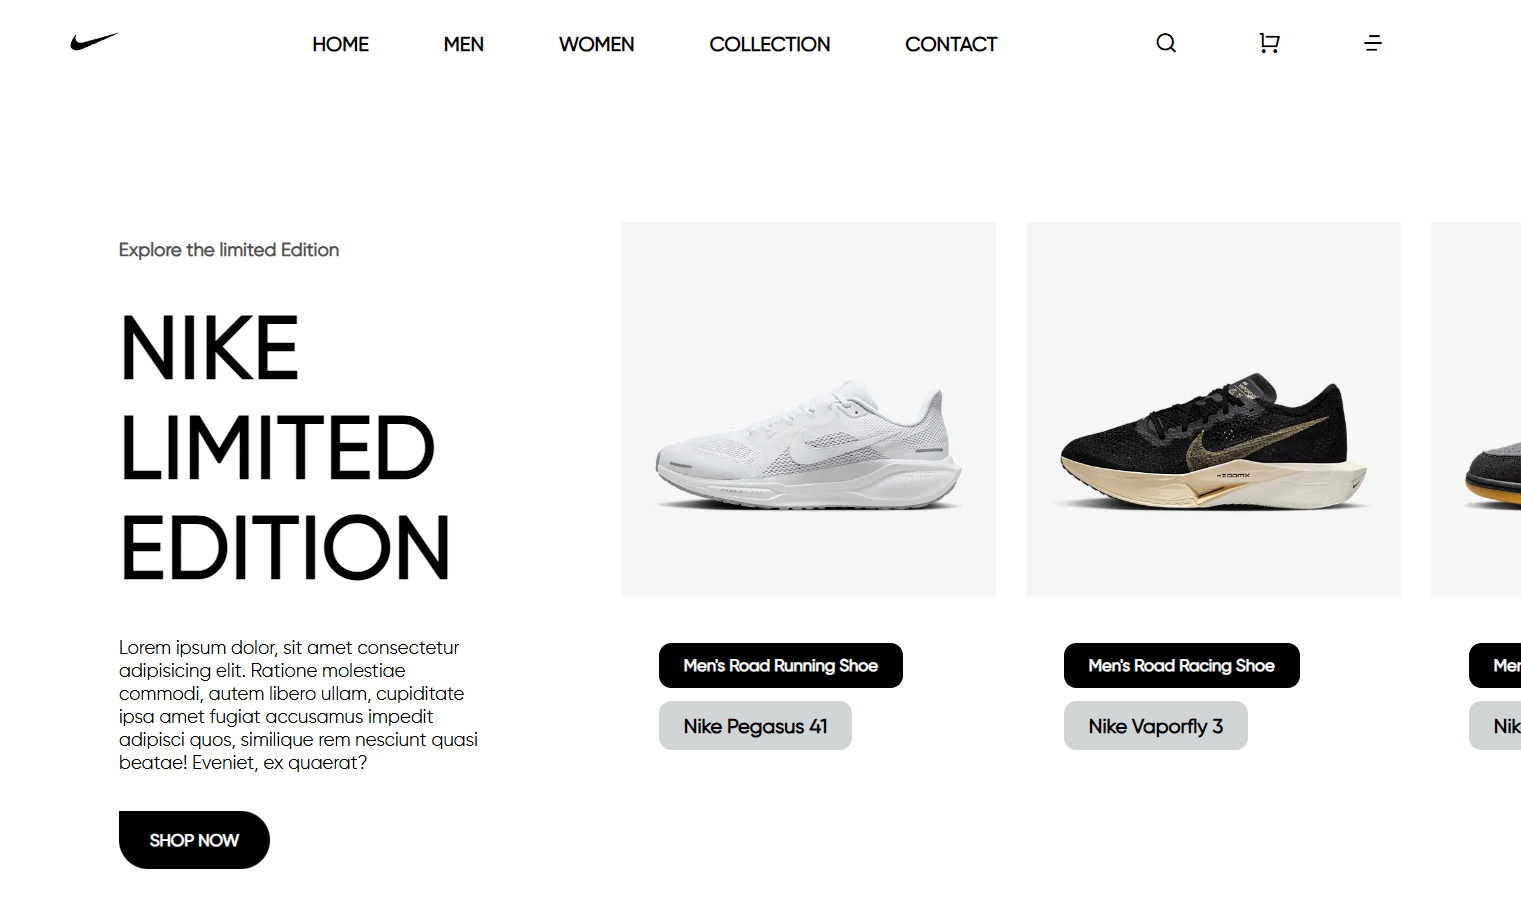 HOME MEN WOMEN COLLECTION CONTACT
Explore the limited Edition
NIKE
LIMITED
EDITION
Lorem ipsum dolor, sit amet consectetur
adipisicing elit. Ratione molestiae
commodi, autem libero ullam, cupiditate
ipsa amet fugiat accusamus impedit
adipisci quos, similique rem nesciunt quasi
beatae! Eveniet, ex quaerat?
SHOP NOW
ZOOMX
Men's Road Running Shoe
Nike Pegasus 41
Men's Road Racing Shoe
Nike Vaporfly 3
Mer
Nik